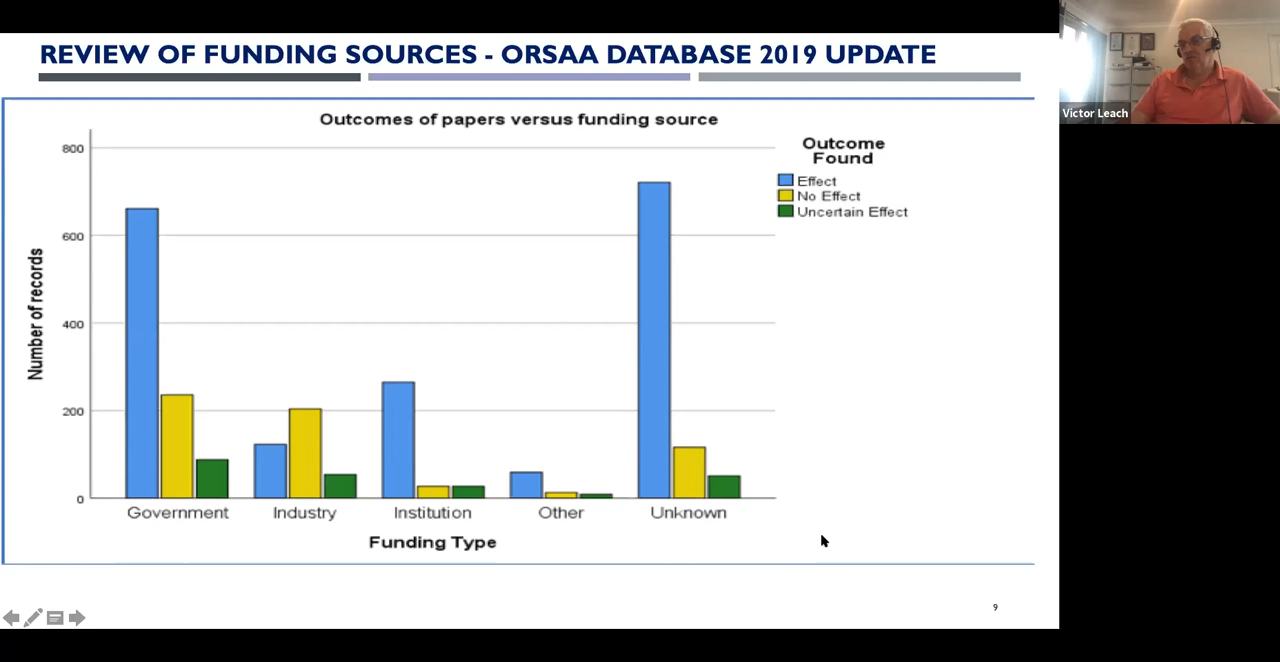 REVIEW OF FUNDING SOURCES - ORSAA DATABASE 2019 UPDATE
Victor Leach
Outcomes of papers versus funding source
Outcome
Found
Effect
No Effect
Uncertain Effect
Number of records
800
600
400
200
0
Government
Industry
Institution
Other
Unknown
Funding Type
9